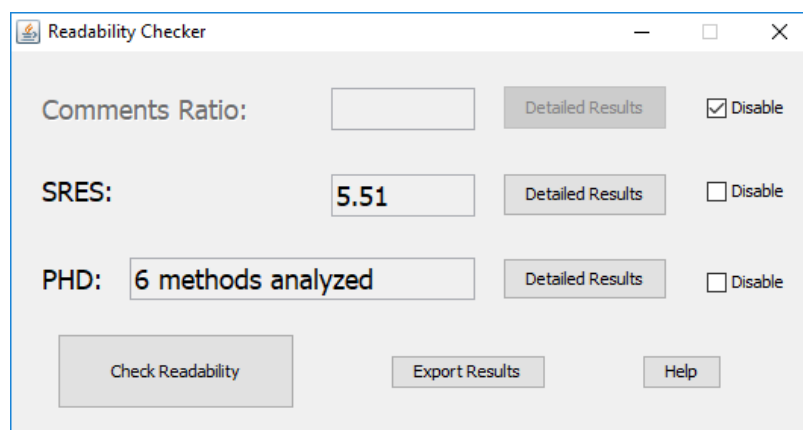 Readability Checker
Comments Ratio: Detailed Results Disable
SRES: 5.51 Detailed Results Disable
PHD: 6 methods analyzed Detailed Results Disable
Check Readability Export Results Help